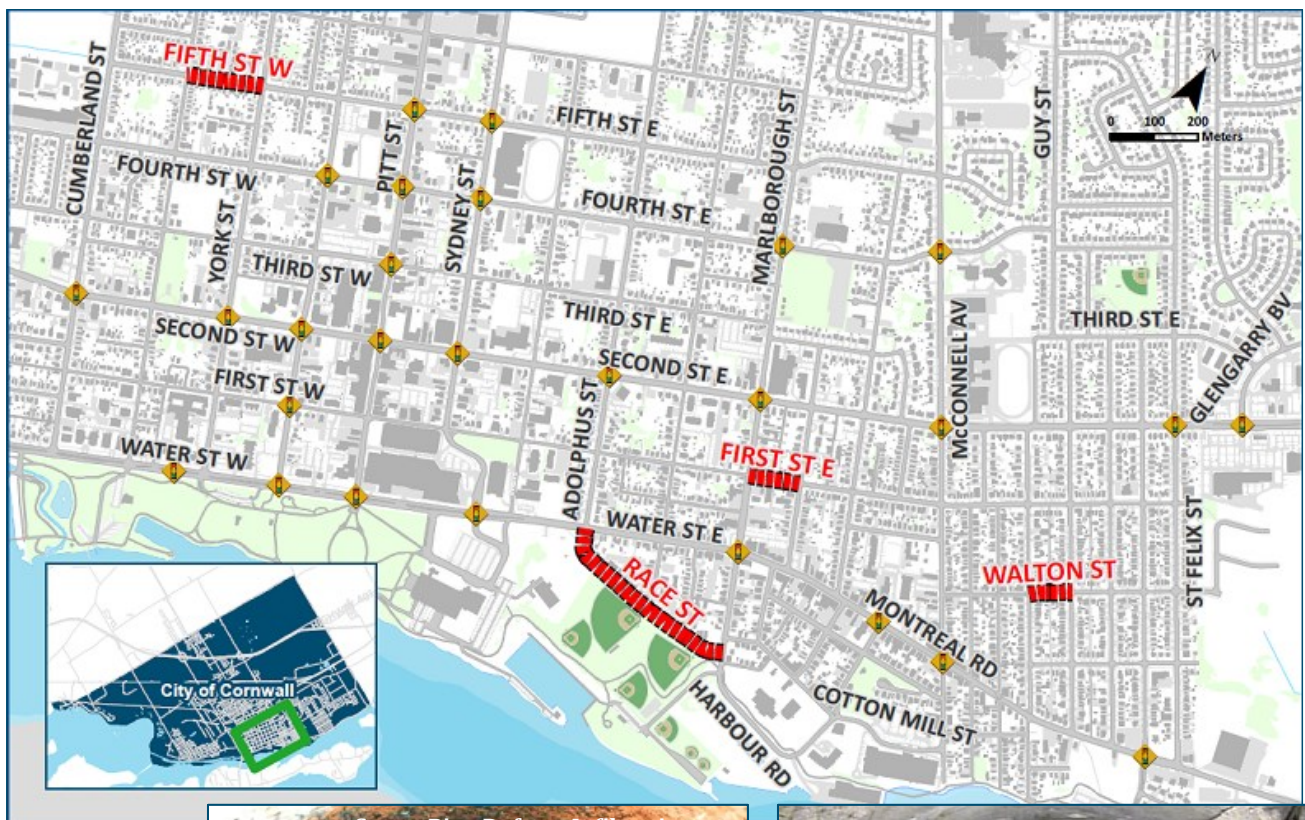 FIFTH ST W
CUMBERLAND ST
FIFTH ST E
MARLBOROUGH ST
GUY ST
N
0 100 200
Meters
FOURTH ST W
PITT ST
SYDNEY ST
YORK ST
FOURTH ST E
THIRD ST W
THIRD ST E
THIRD ST E
McCONNELL AV
GLENGARRY BV
SECOND ST W
SECOND ST E
FIRST ST W
ADOLPHUS ST
FIRST ST E
WATER ST W
WATER ST E
RACE ST
WALTON ST
ST FELIX ST
MONTREAL RD
HARBOUR RD
COTTON MILL ST
City of Cornwall